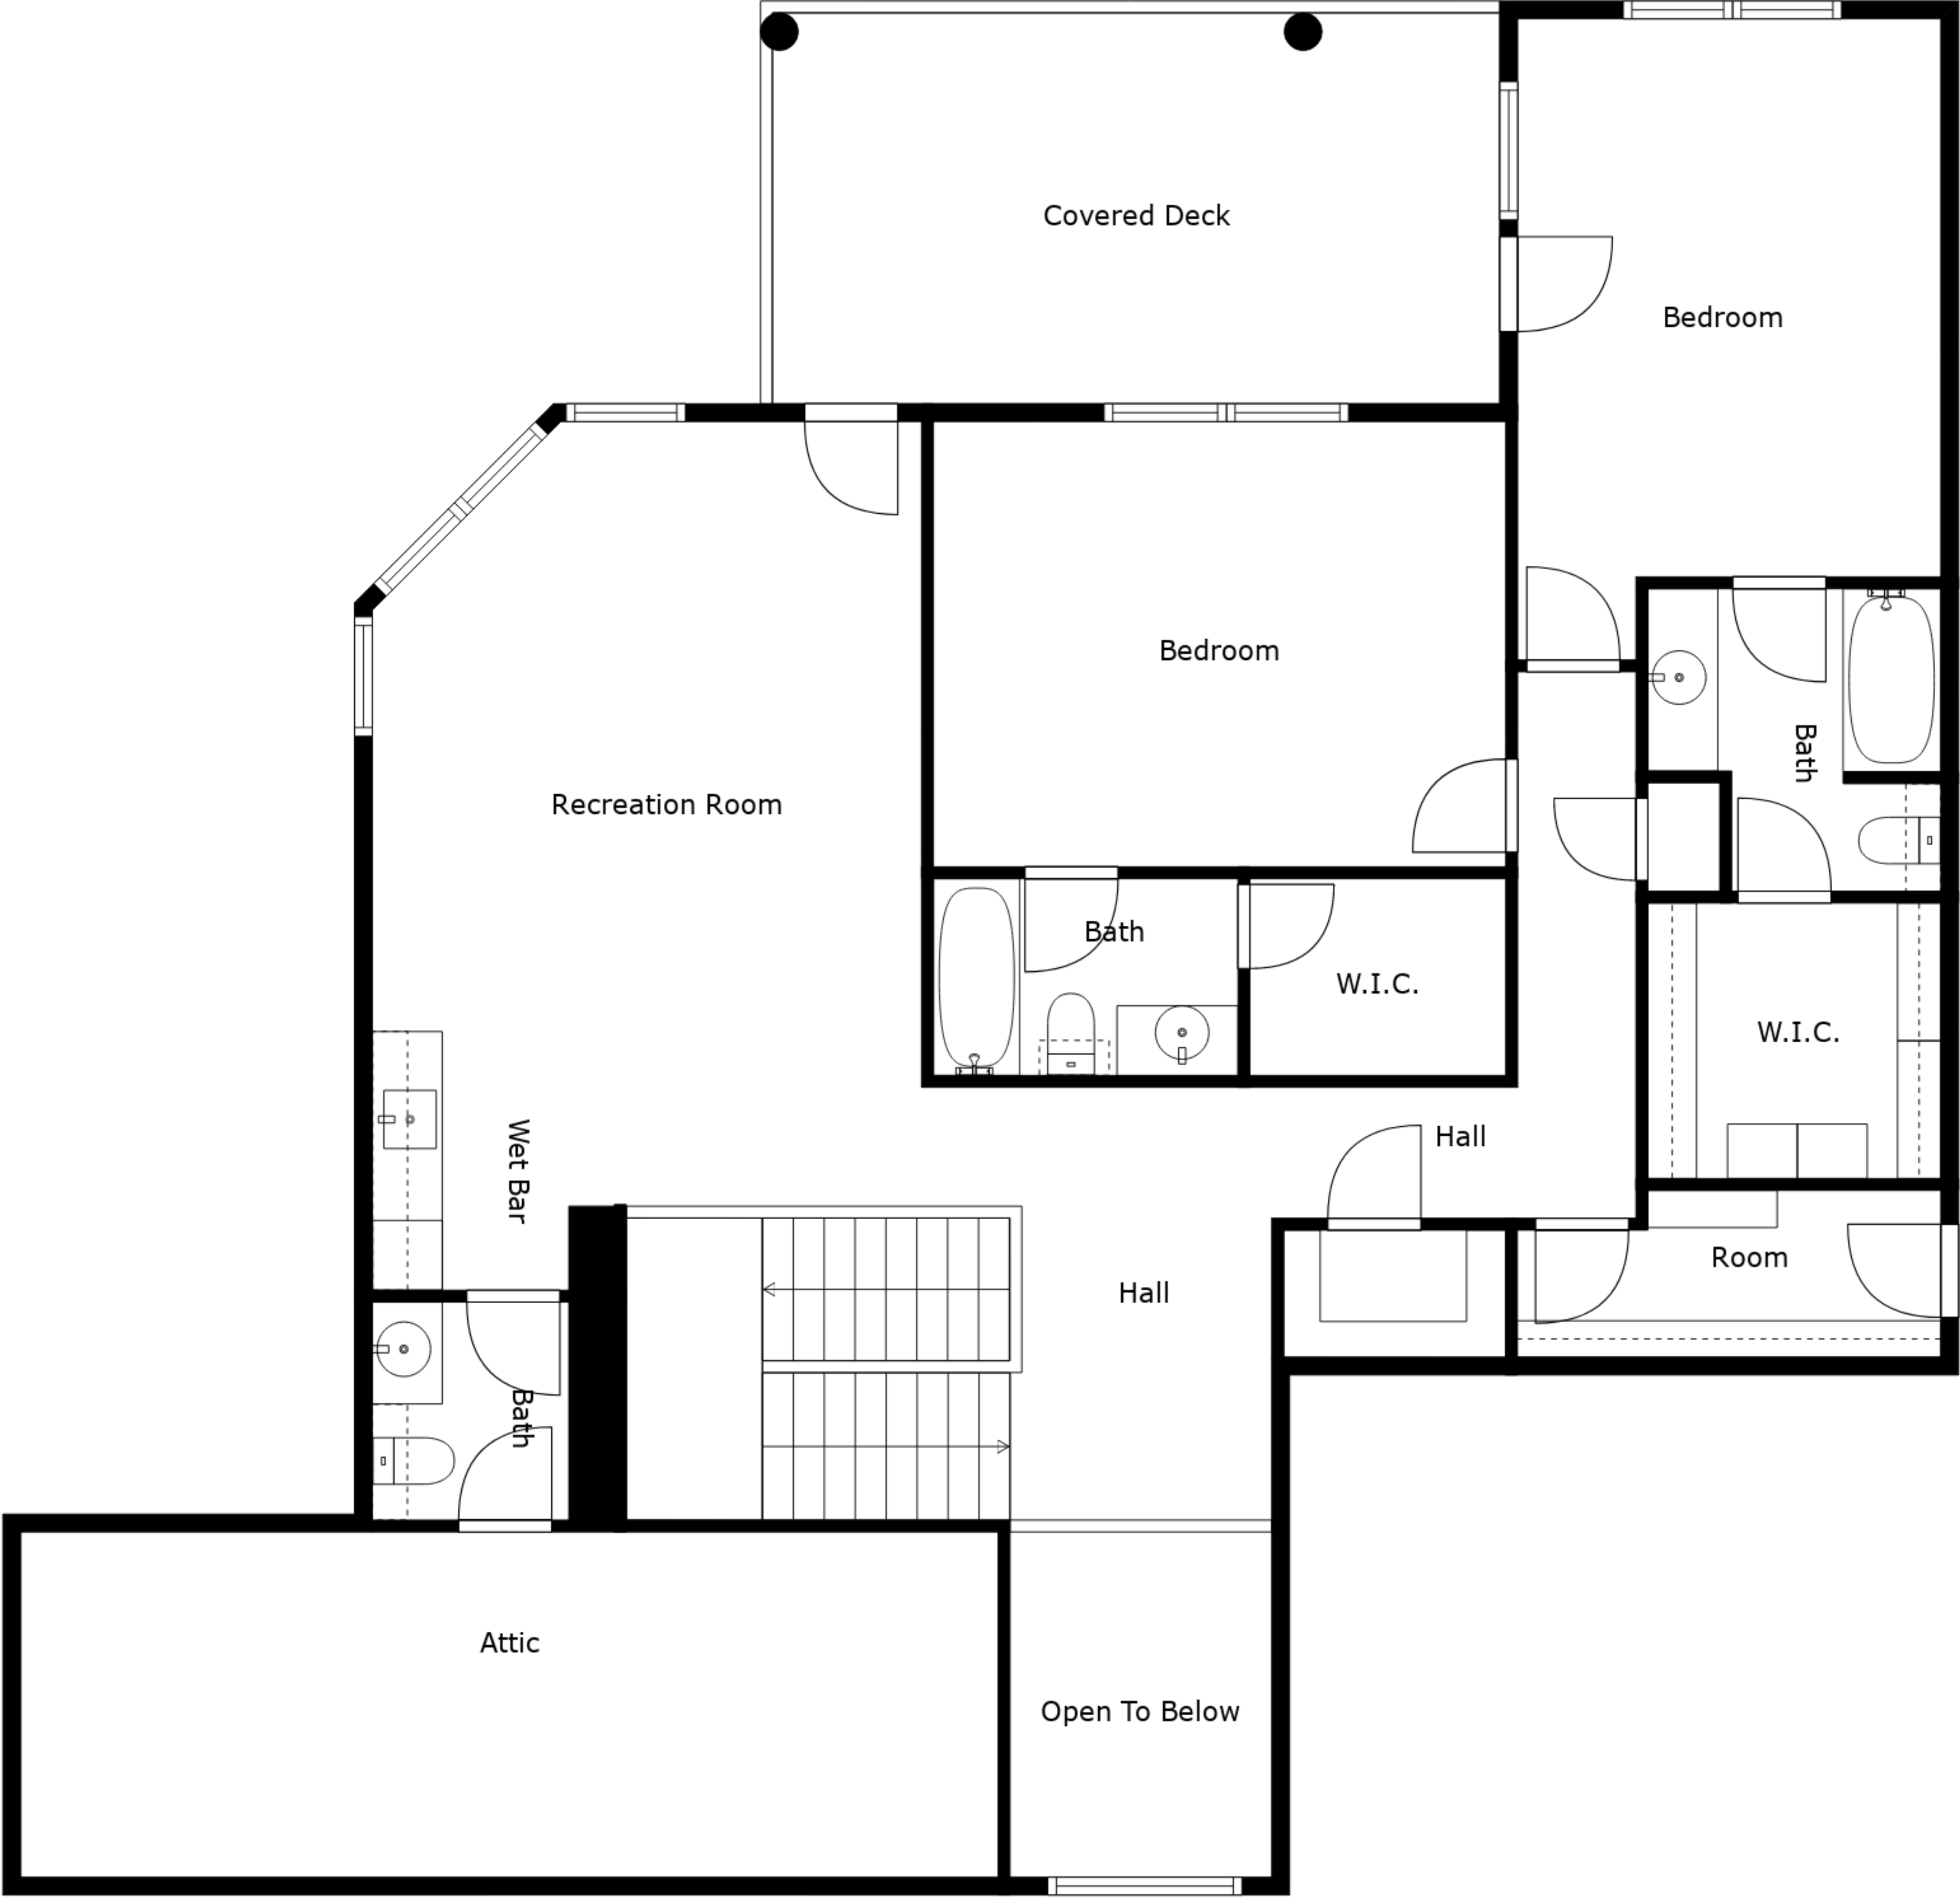 Covered Deck
Bedroom
Bedroom
Bath
Recreation Room
Bath
W.I.C.
W.I.C.
Wet Bar
Hall
Room
Hall
Bath
Attic
Open To Below